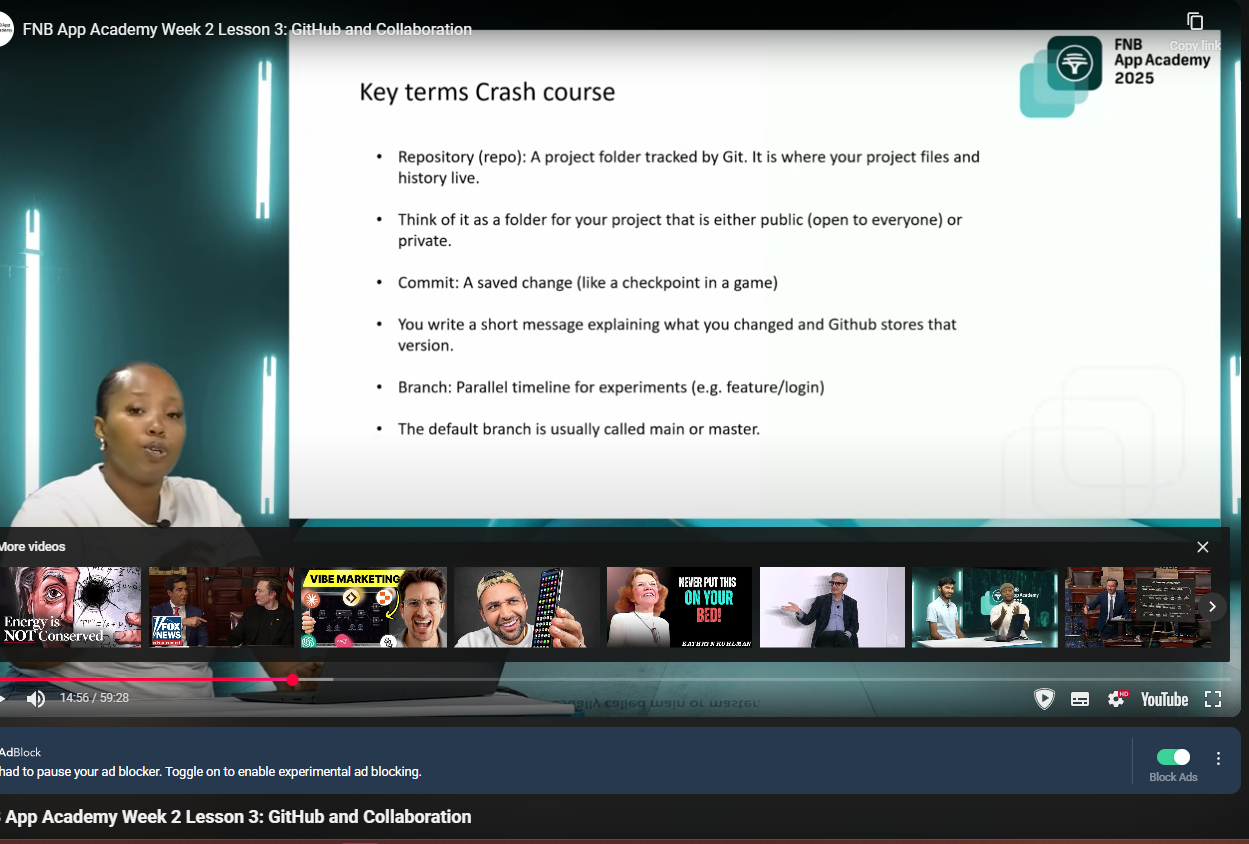 FNB App Academy Week 2 Lesson 3: GitHub and Collaboration
Copy link
FNB
App Academy
2025
Key terms Crash course
• Repository (repo): A project folder tracked by Git. It is where your project files and
history live.
• Think of it as a folder for your project that is either public (open to everyone) or
private.
• Commit: A saved change (like a checkpoint in a game)
• You write a short message explaining what you changed and Github stores that
version.
• Branch: Parallel timeline for experiments (e.g. feature/login)
• The default branch is usually called main or master.
More videos
Energy is
NOT Conserved
FOX
NEWS
channel
VIBE MARKETING
NEVER PUT THIS
ON YOUR
BED!
KATHRYN KUHLMAN
14:56 / 59:28
HD
YouTube
AdBlock
had to pause your ad blocker. Toggle on to enable experimental ad blocking.
Block Ads
App Academy Week 2 Lesson 3: GitHub and Collaboration